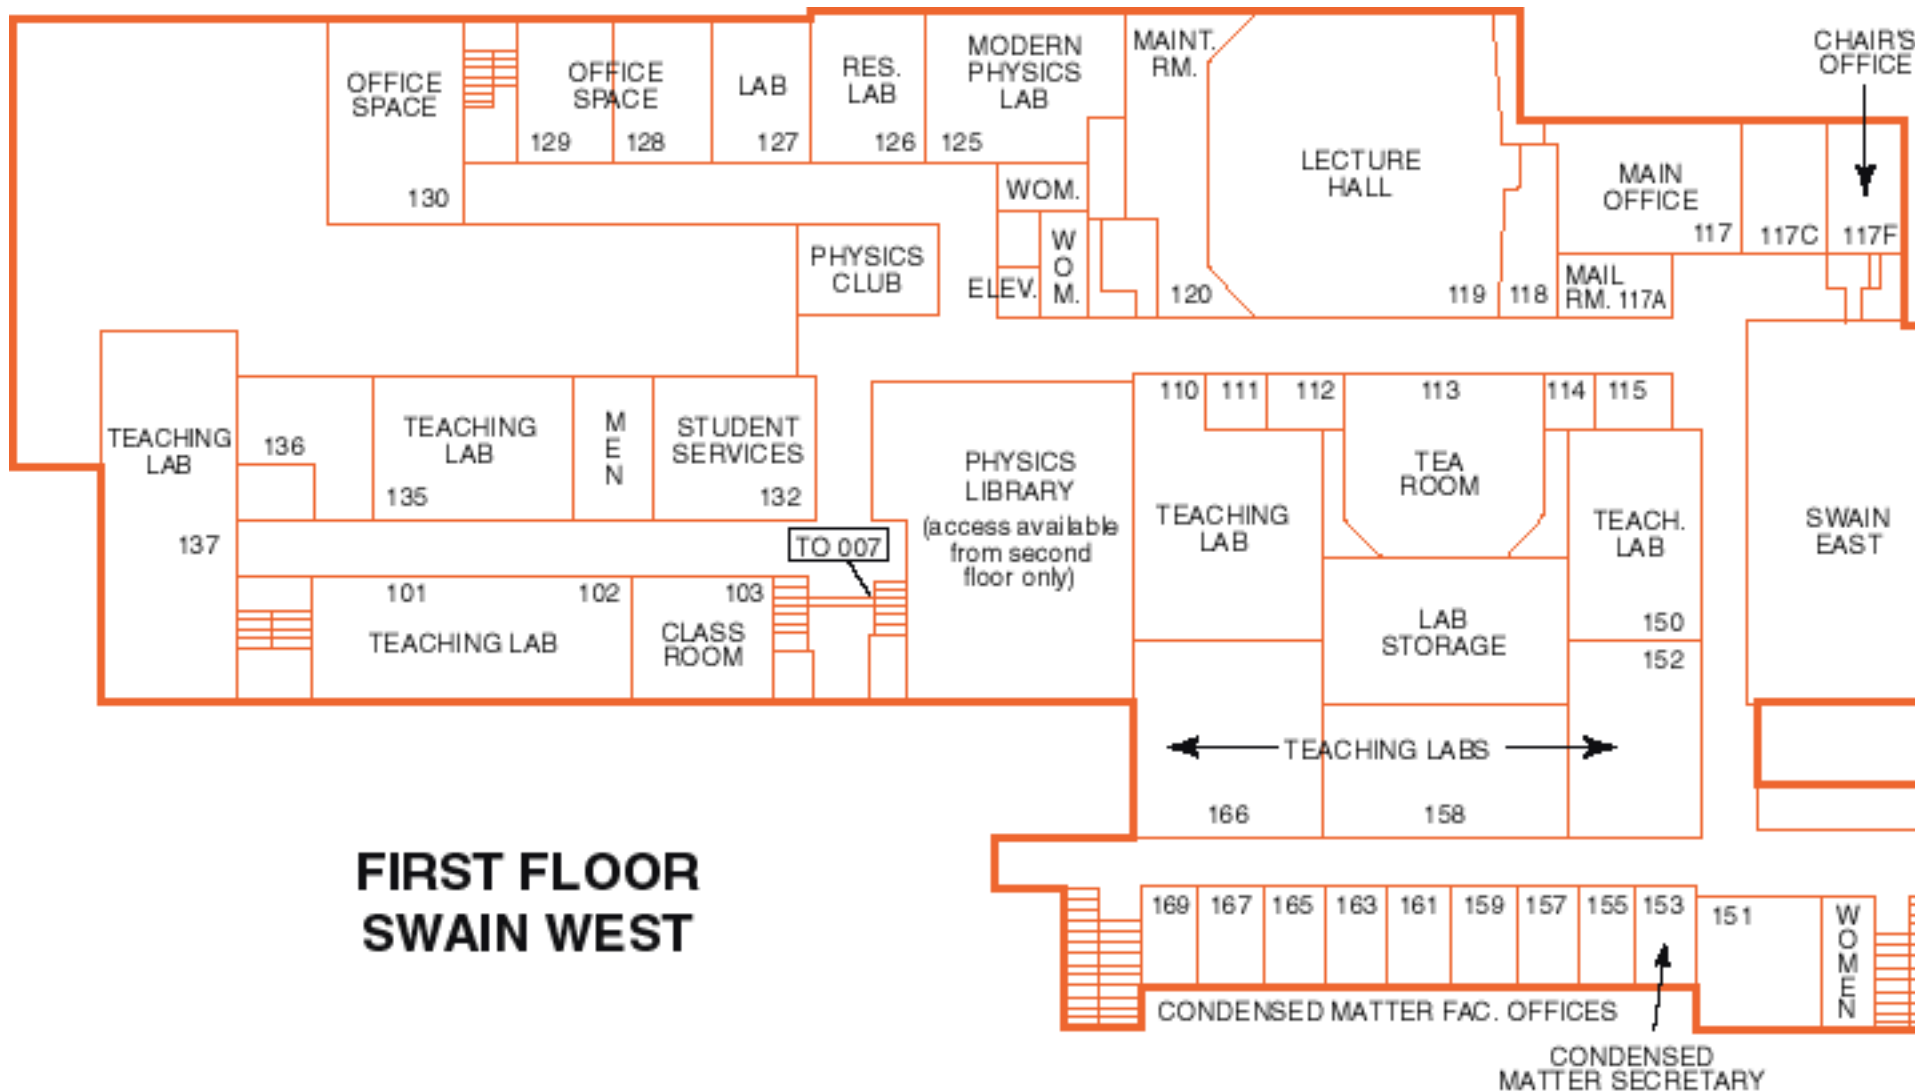 CHAIR'S
OFFICE
OFFICE
SPACE
130
OFFICE
SPACE
129
128
LAB
127
RES.
LAB
126
MODERN
PHYSICS
LAB
125
MAINT.
RM.
120
LECTURE
HALL
119
118
MAIN
OFFICE
117
117C
117F
MAIL
RM. 117A
WOM.
WOM.
ELEV.
PHYSICS
CLUB
TEACHING
LAB
137
136
TEACHING
LAB
135
MEN
STUDENT
SERVICES
132
TO 007
101
102
TEACHING LAB
103
CLASS
ROOM
PHYSICS
LIBRARY
(access available
from second
floor only)
110
111
112
113
114
115
TEACHING
LAB
TEA
ROOM
TEACH.
LAB
150
SWAIN
EAST
LAB
STORAGE
152
TEACHING LABS
166
158
FIRST FLOOR
SWAIN WEST
169
167
165
163
161
159
157
155
153
151
WOMEN
CONDENSED MATTER FAC. OFFICES
CONDENSED
MATTER SECRETARY